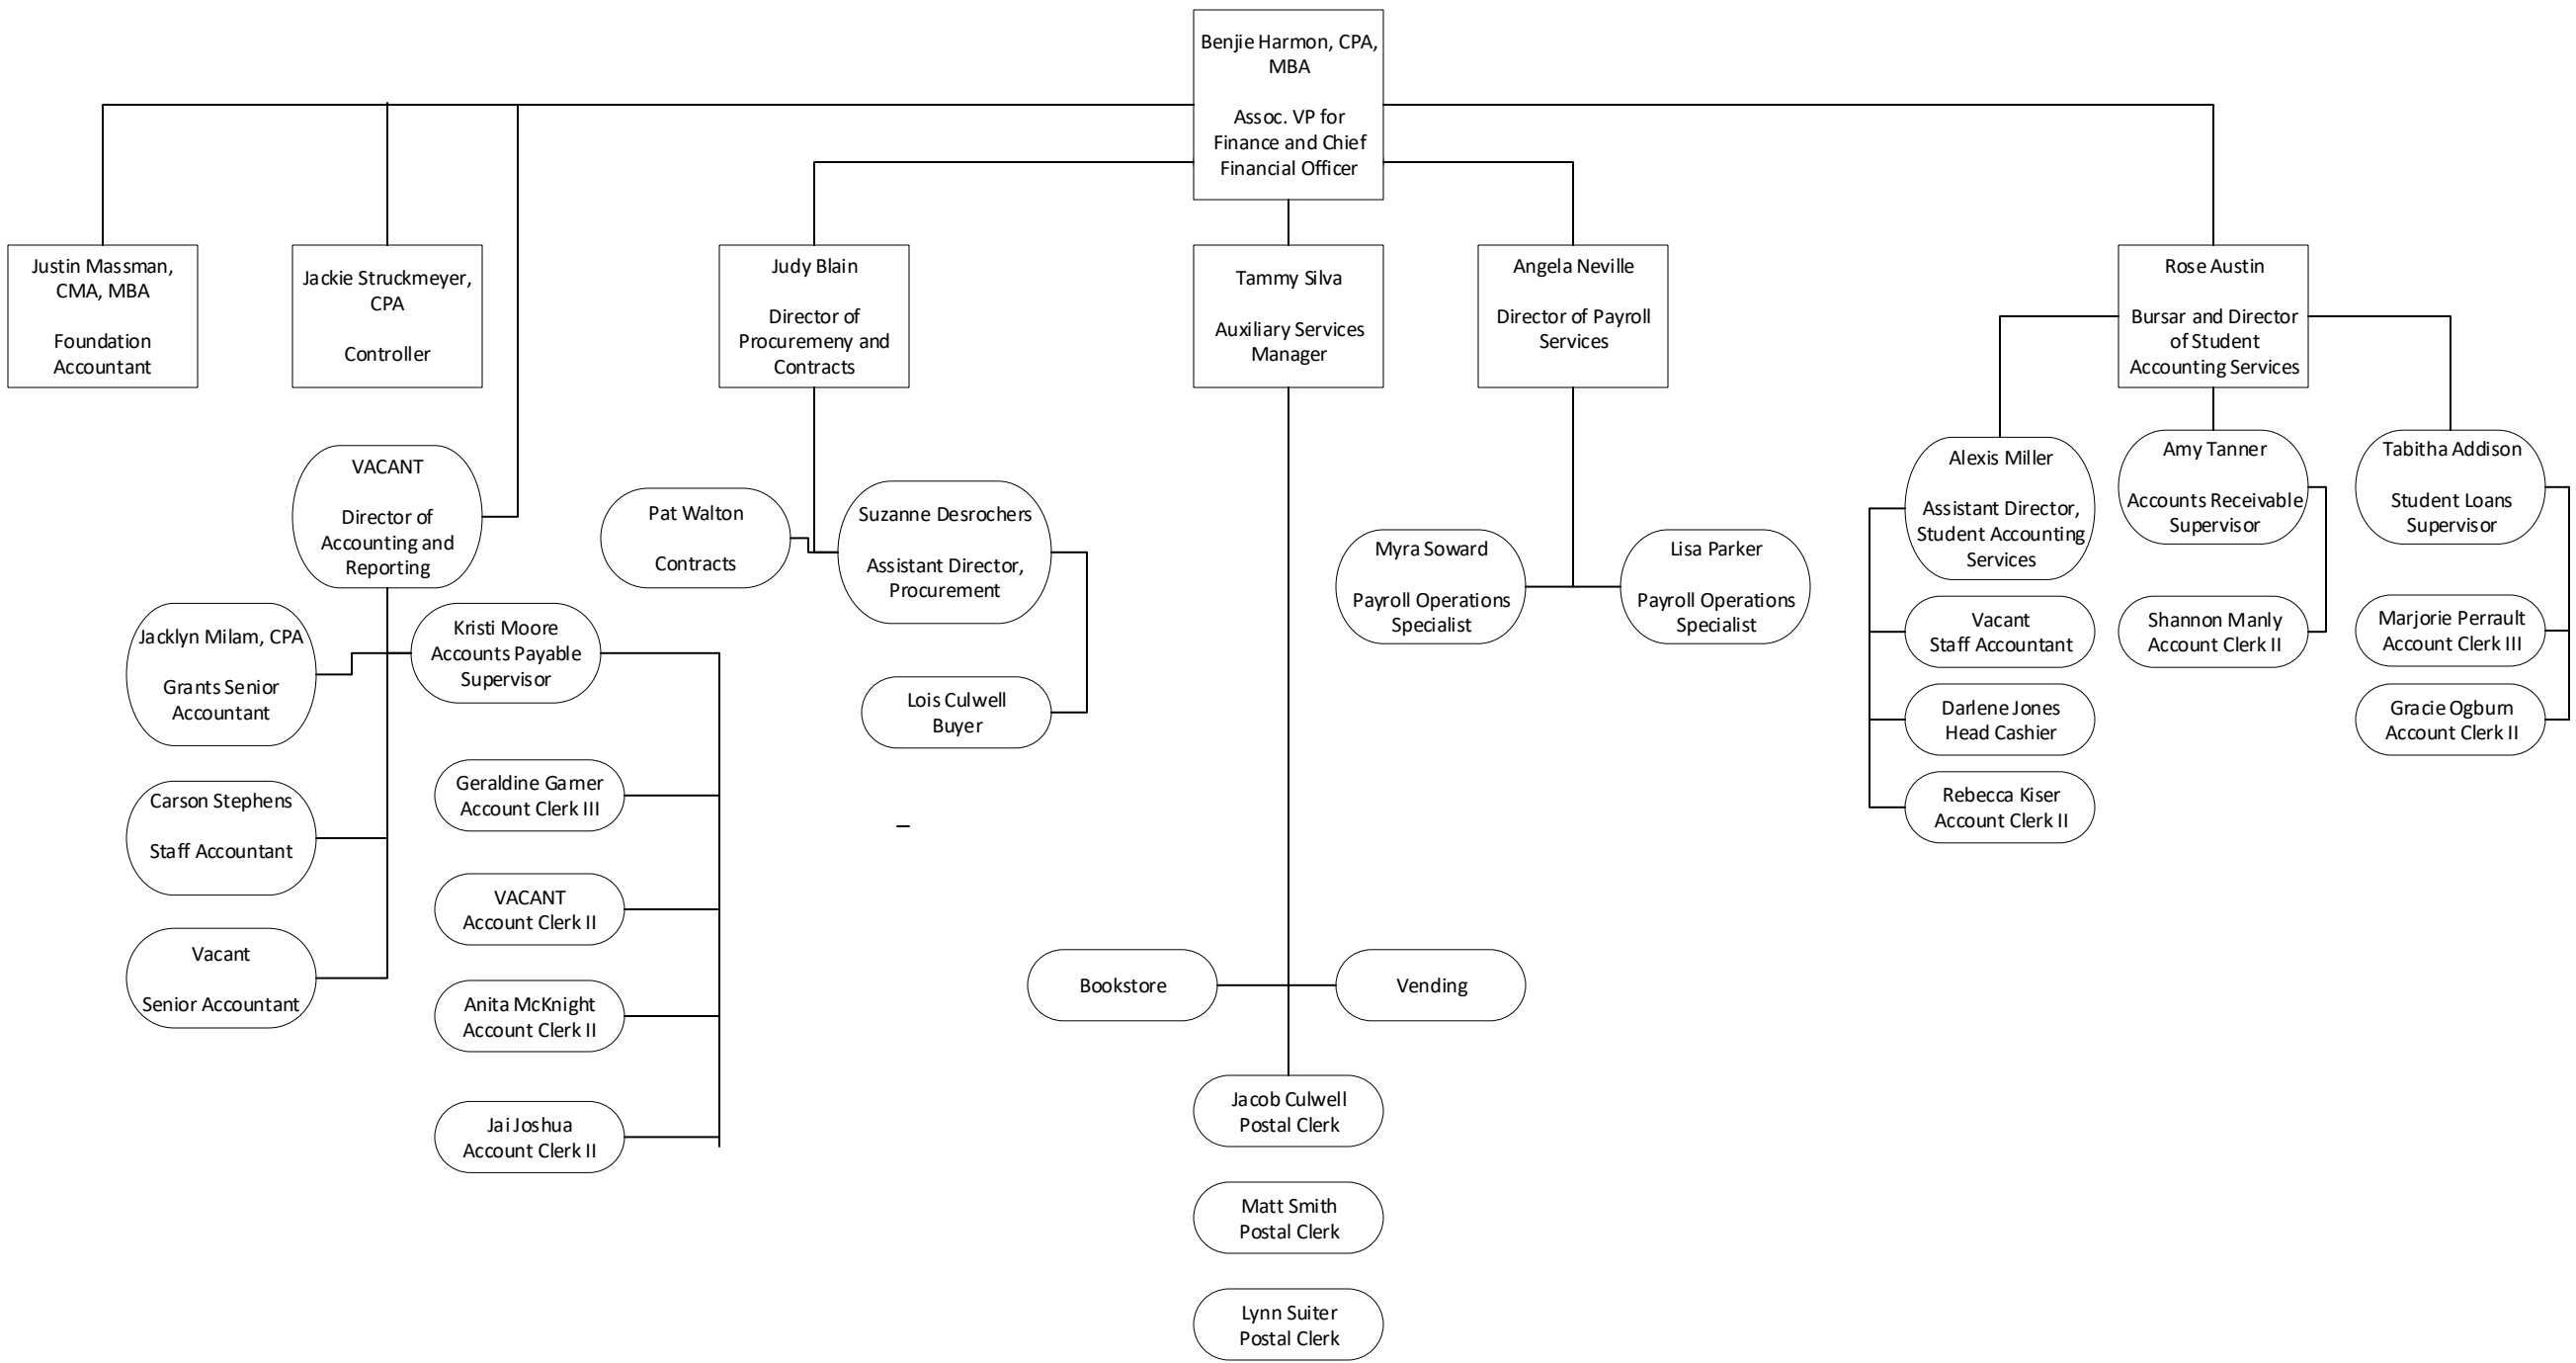 Benjie Harmon, CPA,
MBA
Assoc. VP for
Finance and Chief
Financial Officer
Justin Massman,
CMA, MBA
Foundation
Accountant
Jackie Struckmeyer,
CPA
Controller
Judy Blain
Director of
Procuremeny and
Contracts
Tammy Silva
Auxiliary Services
Manager
Angela Neville
Director of Payroll
Services
Rose Austin
Bursar and Director
of Student
Accounting Services
VACANT
Director of
Accounting and
Reporting
Pat Walton
Contracts
Suzanne Desrochers
Assistant Director,
Procurement
Myra Soward
Payroll Operations
Specialist
Lisa Parker
Payroll Operations
Specialist
Alexis Miller
Assistant Director,
Student Accounting
Services
Amy Tanner
Accounts Receivable
Supervisor
Tabitha Addison
Student Loans
Supervisor
Jacklyn Milam, CPA
Grants Senior
Accountant
Kristi Moore
Accounts Payable
Supervisor
Lois Culwell
Buyer
Vacant
Staff Accountant
Shannon Manly
Account Clerk II
Marjorie Perrault
Account Clerk III
Darlene Jones
Head Cashier
Gracie Ogburn
Account Clerk II
Carson Stephens
Staff Accountant
Geraldine Garner
Account Clerk III
Rebecca Kiser
Account Clerk II
VACANT
Account Clerk II
Vacant
Senior Accountant
Anita McKnight
Account Clerk II
Bookstore
Vending
Jai Joshua
Account Clerk II
Jacob Culwell
Postal Clerk
Matt Smith
Postal Clerk
Lynn Suiter
Postal Clerk